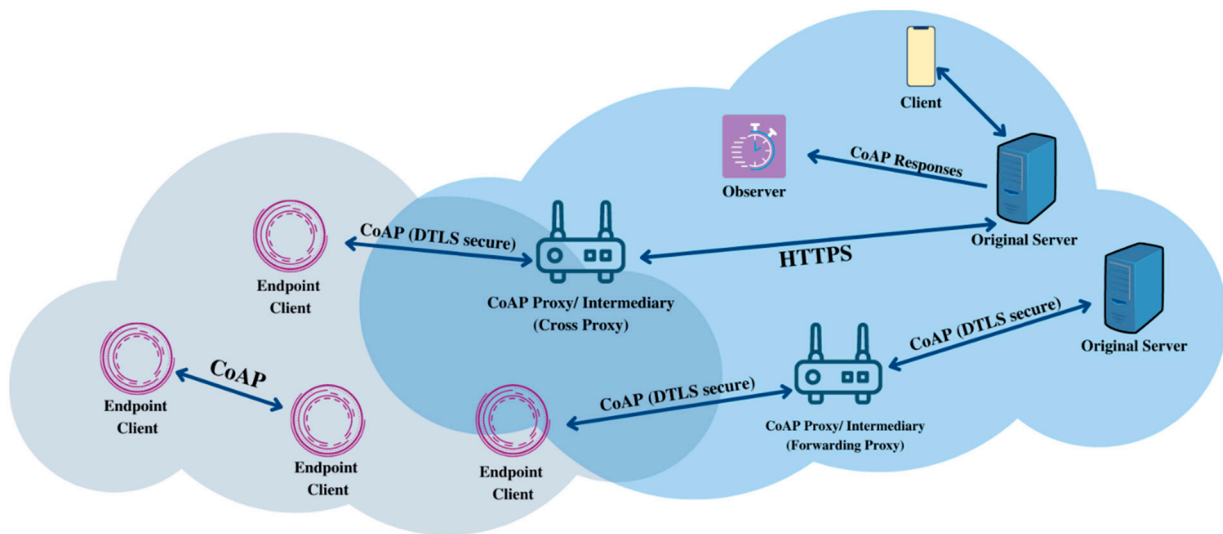 Client
CoAP Responses
Observer
Original Server
CoAP (DTLS secure)
HTTPS
Endpoint
Client
CoAP Proxy/ Intermediary
(Cross Proxy)
CoAP (DTLS secure)
Original Server
CoAP
Endpoint
Client
CoAP (DTLS secure)
CoAP Proxy/ Intermediary
(Forwarding Proxy)
Endpoint
Client
Endpoint
Client